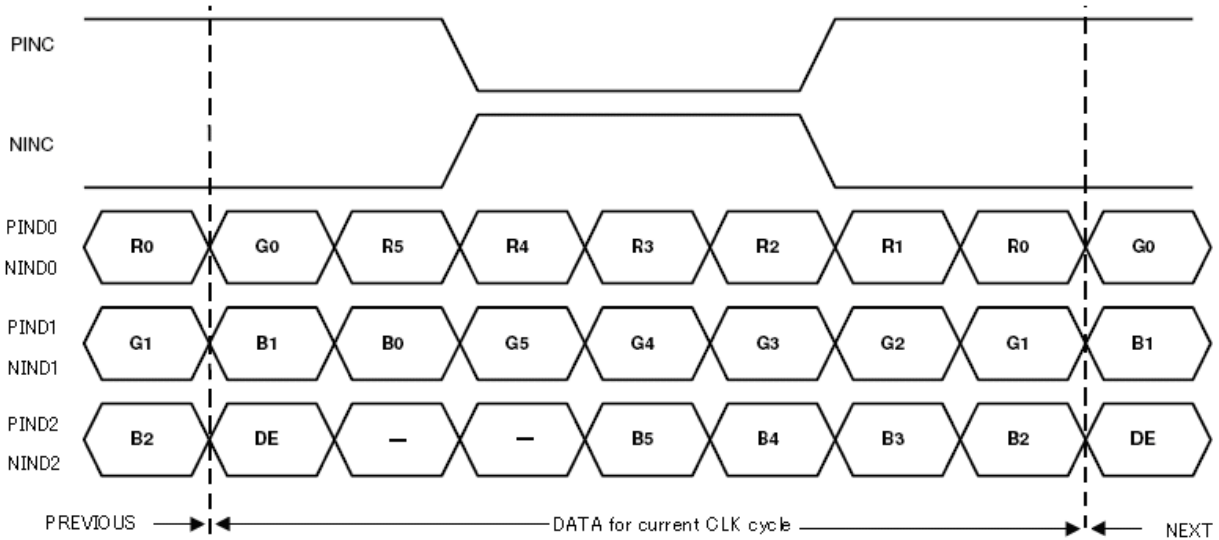 PINC
NINC
PIND0
R0 G0 R5 R4 R3 R2 R1 R0 G0
NIND0
PIND1
G1 B1 B0 G5 G4 G3 G2 G1 B1
NIND1
PIND2
B2 DE — — B5 B4 B3 B2 DE
NIND2
PREVIOUS DATA for current CLK cycle NEXT